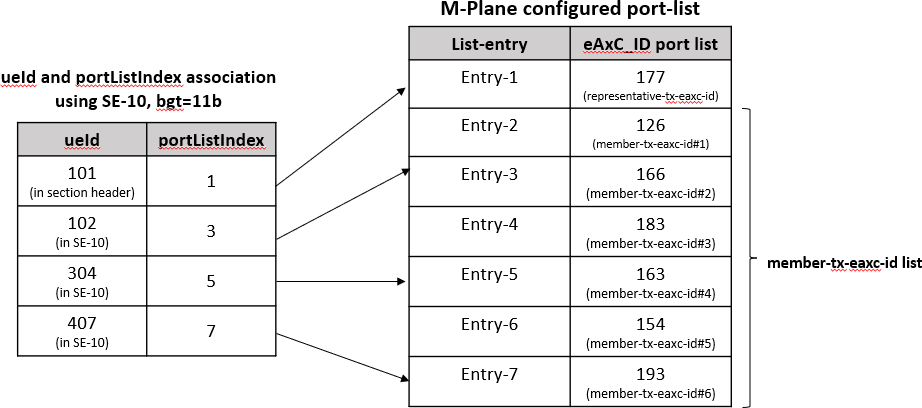 M-Plane configured port-list
List-entry eAxC_ID port list
Entry-1 177
(representative-tx-eaxc-id)
Entry-2 126
(member-tx-eaxc-id#1)
Entry-3 166
(member-tx-eaxc-id#2)
Entry-4 183
(member-tx-eaxc-id#3)
Entry-5 163
(member-tx-eaxc-id#4)
Entry-6 154
(member-tx-eaxc-id#5)
Entry-7 193
(member-tx-eaxc-id#6)
member-tx-eaxc-id list
ueId and portListIndex association
using SE-10, bgt=11b
ueId portListIndex
101 1
(in section header)
102 3
(in SE-10)
304 5
(in SE-10)
407 7
(in SE-10)